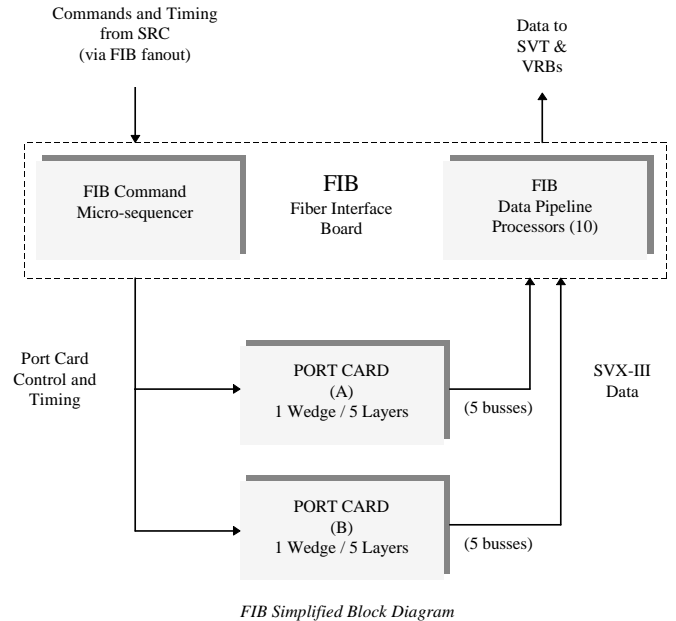 Commands and Timing
from SRC
(via FIB fanout)
Data to
SVT &
VRBs
FIB Command
Micro-sequencer
FIB
Fiber Interface
Board
FIB
Data Pipeline
Processors (10)
Port Card
Control and
Timing
PORT CARD
(A)
1 Wedge / 5 Layers
(5 busses)
SVX-III
Data
PORT CARD
(B)
1 Wedge / 5 Layers
(5 busses)
FIB Simplified Block Diagram